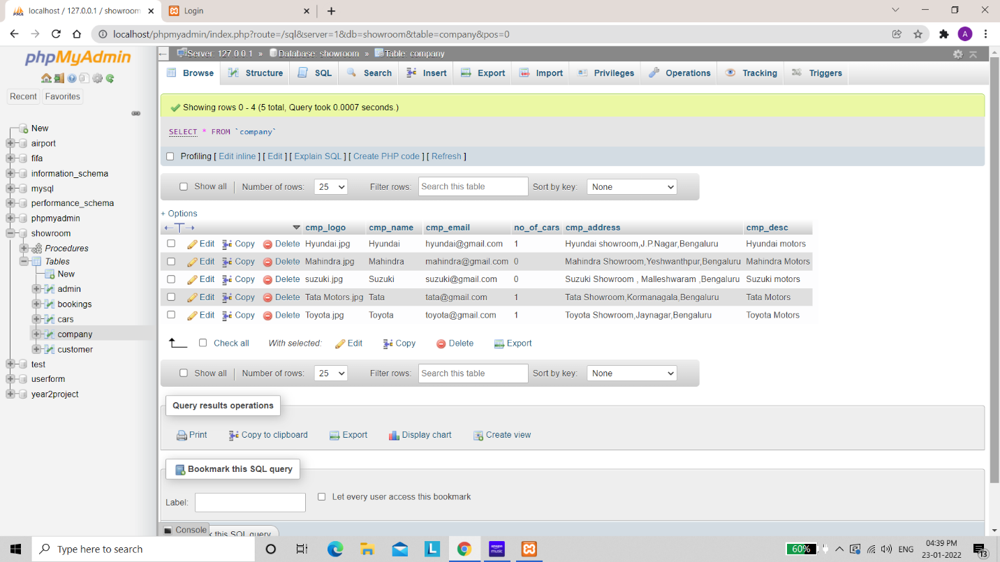 localhost / 127.0.0.1 / showroom
Login
localhost/phpmyadmin/index.php?route=/sql&server=1&db=showroom&table=company&pos=0
A
phpMyAdmin
Recent Favorites
New
airport
fifa
information_schema
mysql
performance_schema
phpmyadmin
showroom
Procedures
Tables
New
admin
bookings
cars
company
customer
test
userform
year2project
Server: 127.0.0.1 » Database: showroom » Table: company
Browse Structure SQL Search Insert Export Import Privileges Operations Tracking Triggers
Showing rows 0 - 4 (5 total, Query took 0.0007 seconds.)
SELECT * FROM `company`
Profiling [ Edit inline ] [ Edit ] [ Explain SQL ] [ Create PHP code ] [ Refresh ]
Show all Number of rows: 25 Filter rows: Search this table Sort by key: None
+ Options
cmp_logo cmp_name cmp_email no_of_cars cmp_address cmp_desc
Edit Copy Delete Hyundai.jpg Hyundai hyundai@gmail.com 1 Hyundai showroom,J.P.Nagar,Bengaluru Hyundai motors
Edit Copy Delete Mahindra.jpg Mahindra mahindra@gmail.com 0 Mahindra Showroom,Yeshwanthpur,Bengaluru Mahindra Motors
Edit Copy Delete suzuki.jpg Suzuki suzuki@gmail.com 0 Suzuki Showroom , Malleshwaram ,Bengaluru Suzuki motors
Edit Copy Delete Tata Motors.jpg Tata tata@gmail.com 1 Tata Showroom,Kormanagala,Bengaluru Tata Motors
Edit Copy Delete Toyota.jpg Toyota toyota@gmail.com 1 Toyota Showroom,Jaynagar,Bengaluru Toyota Motors
Check all With selected: Edit Copy Delete Export
Show all Number of rows: 25 Filter rows: Search this table Sort by key: None
Query results operations
Print Copy to clipboard Export Display chart Create view
Bookmark this SQL query
Label: Let every user access this bookmark
Console k this SQL query
Type here to search
L
amazon music
60%
ENG
04:39 PM
23-01-2022
13